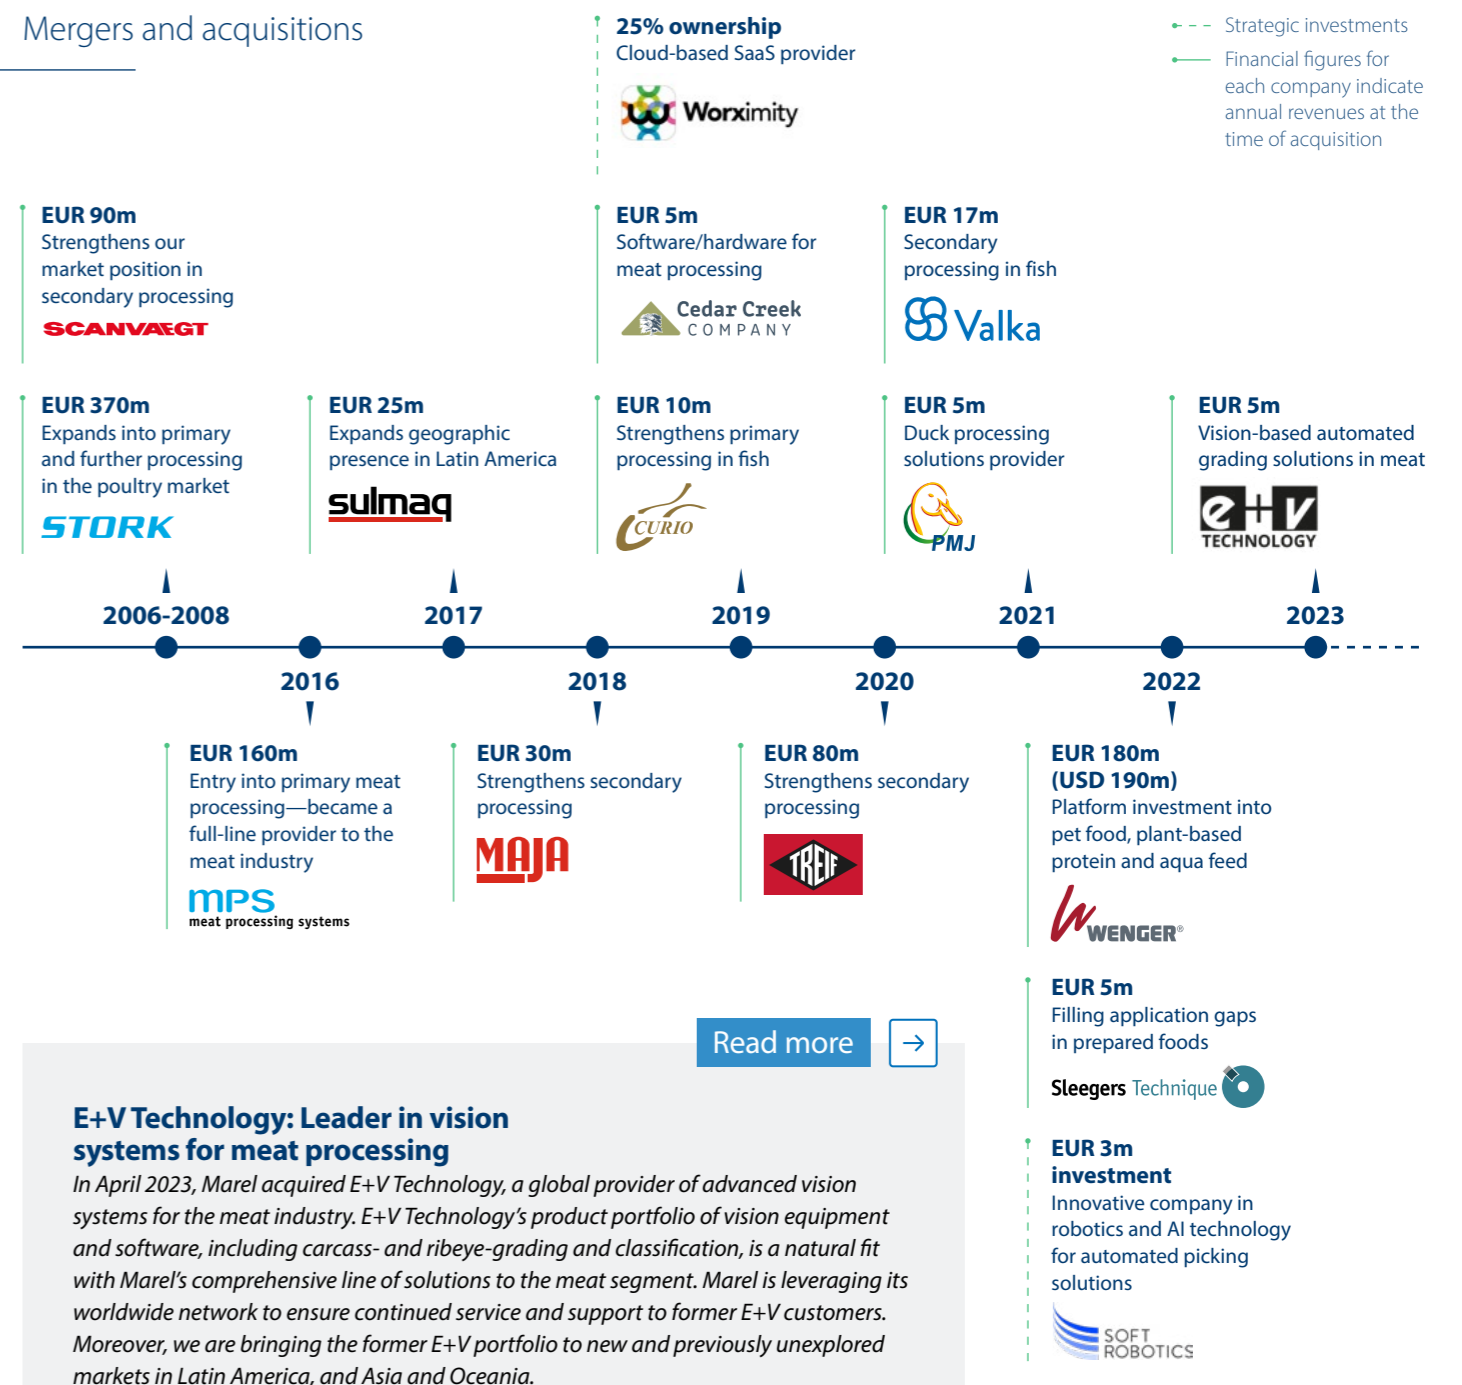 Mergers and acquisitions
25% ownership
Cloud-based SaaS provider
Worximity
Strategic investments
Financial figures for
each company indicate
annual revenues at the
time of acquisition
EUR 90m
Strengthens our
market position in
secondary processing
SCANVAEGT
EUR 5m
Software/hardware for
meat processing
Cedar Creek
COMPANY
EUR 17m
Secondary
processing in fish
Valka
EUR 370m
Expands into primary
and further processing
in the poultry market
STORK
EUR 25m
Expands geographic
presence in Latin America
sulmaq
EUR 10m
Strengthens primary
processing in fish
CURIO
EUR 5m
Duck processing
solutions provider
PMJ
EUR 5m
Vision-based automated
grading solutions in meat
e+v
TECHNOLOGY
2006-2008
2017
2019
2021
2023
2016
2018
2020
2022
EUR 160m
Entry into primary meat
processing—became a
full-line provider to the
meat industry
mPS
meat processing systems
EUR 30m
Strengthens secondary
processing
MAJA
EUR 80m
Strengthens secondary
processing
TREIF
EUR 180m
(USD 190m)
Platform investment into
pet food, plant-based
protein and aqua feed
WENGER®
EUR 5m
Filling application gaps
in prepared foods
Sleegers Technique
EUR 3m
investment
Innovative company in
robotics and AI technology
for automated picking
solutions
SOFT
ROBOTICS
Read more
E+V Technology: Leader in vision
systems for meat processing
In April 2023, Marel acquired E+V Technology, a global provider of advanced vision
systems for the meat industry. E+V Technology's product portfolio of vision equipment
and software, including carcass- and ribeye-grading and classification, is a natural fit
with Marel's comprehensive line of solutions to the meat segment. Marel is leveraging its
worldwide network to ensure continued service and support to former E+V customers.
Moreover, we are bringing the former E+V portfolio to new and previously unexplored
markets in Latin America, and Asia and Oceania.